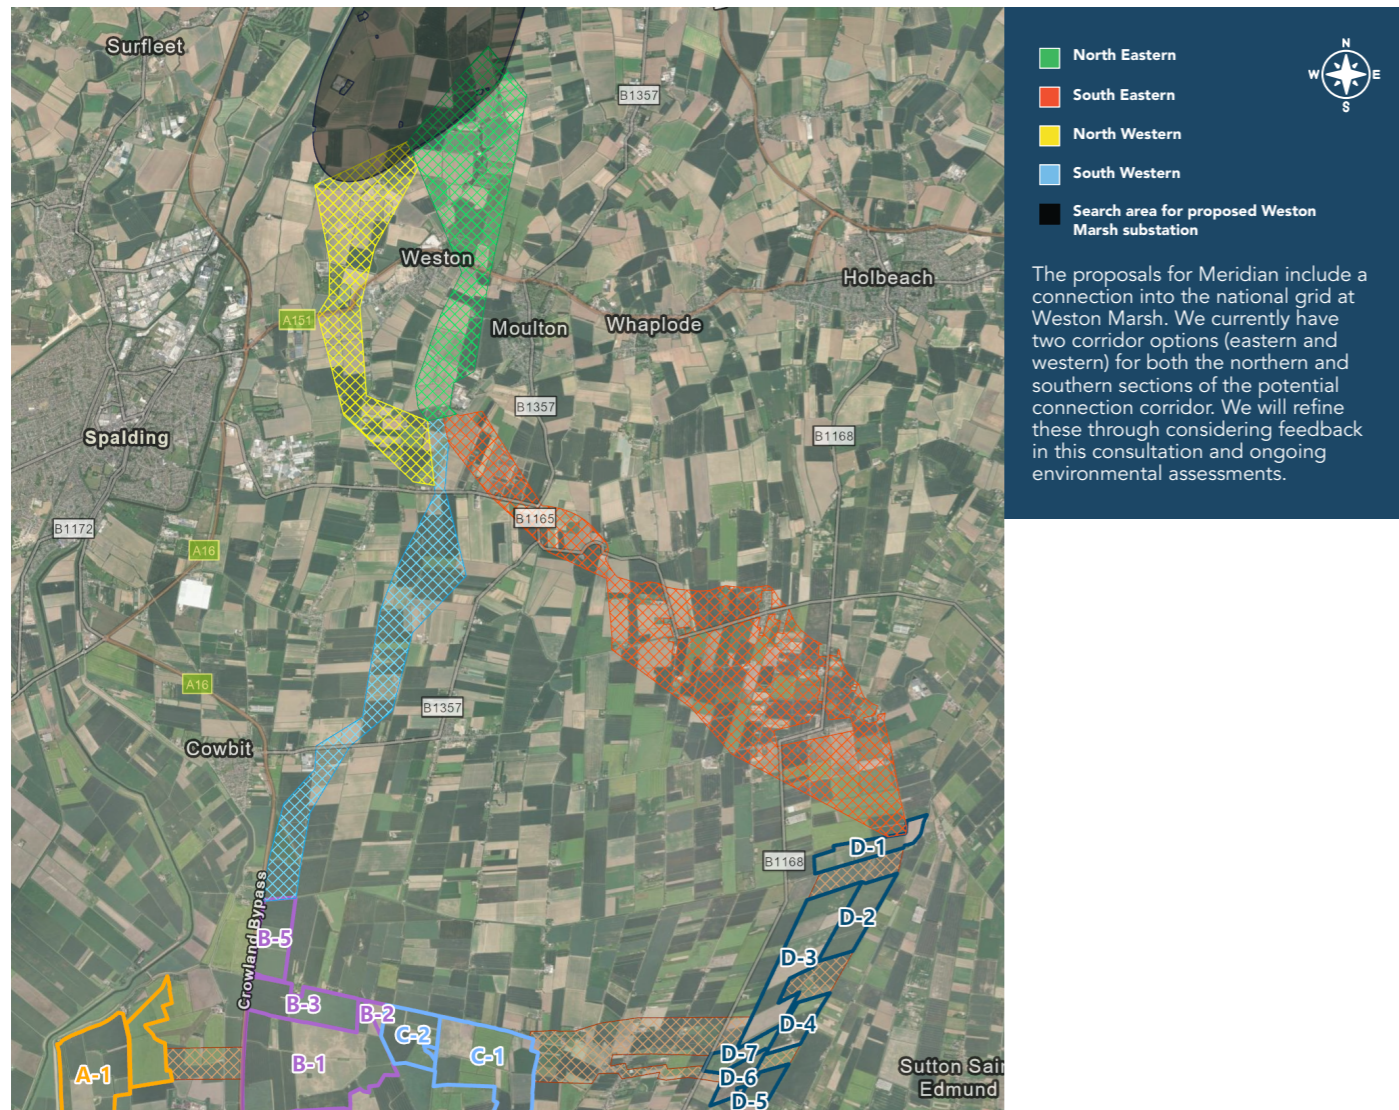 Surfleet
B1357
Weston
Holbeach
A151
Moulton
Whaplode
B1357
B1168
Spalding
B1165
B1172
A16
A16
B1357
Cowbit
D-1
B1168
Crowland Bypass
D-2
B-5
D-3
B-3
B-2
C-2
D-4
C-1
D-7
B-1
A-1
D-6
D-5
Sutton Sain
Edmund
North Eastern
South Eastern
North Western
South Western
Search area for proposed Weston
Marsh substation
N
W
E
S
The proposals for Meridian include a
connection into the national grid at
Weston Marsh. We currently have
two corridor options (eastern and
western) for both the northern and
southern sections of the potential
connection corridor. We will refine
these through considering feedback
in this consultation and ongoing
environmental assessments.